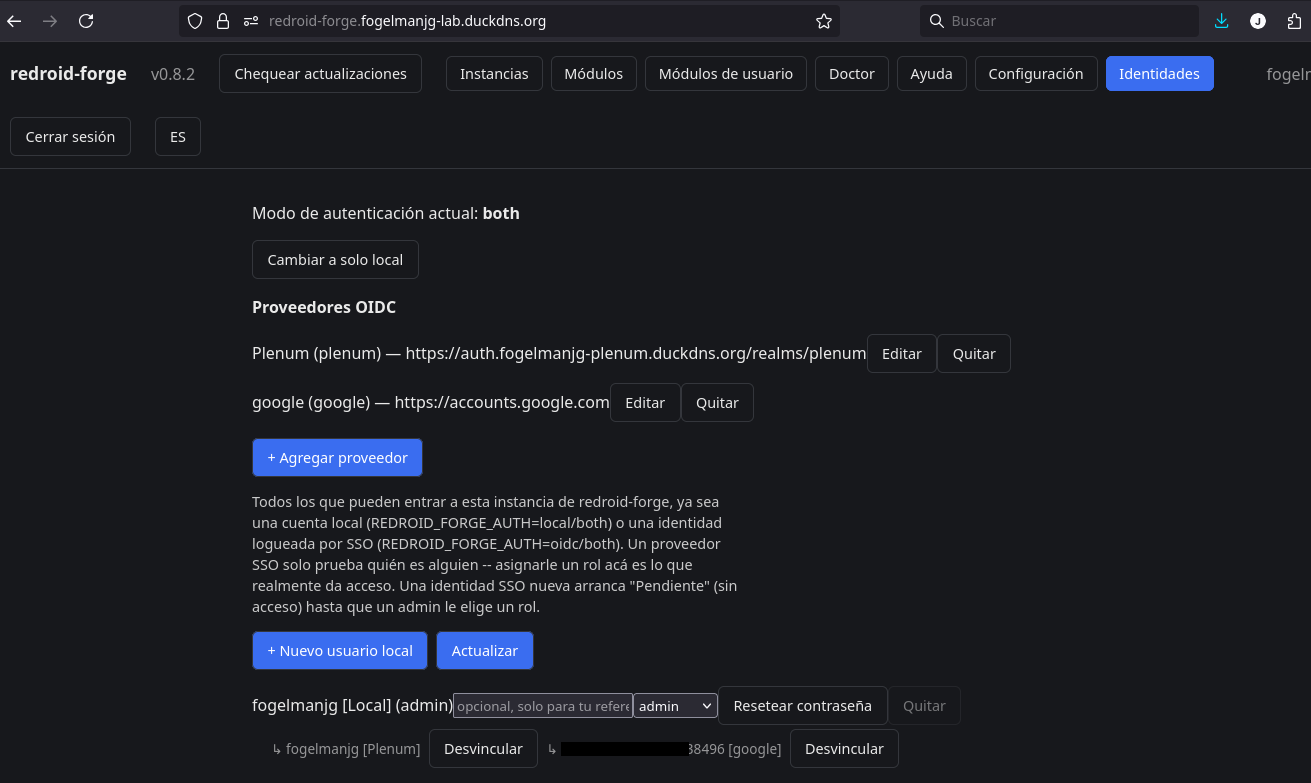 redroid-forge.fogelmanjg-lab.duckdns.org
Buscar
J
redroid-forge v0.8.2 Chequear actualizaciones Instancias Módulos Módulos de usuario Doctor Ayuda Configuración Identidades
Cerrar sesión ES
Modo de autenticación actual: both
Cambiar a solo local
Proveedores OIDC
Plenum (plenum) — https://auth.fogelmanjg-plenum.duckdns.org/realms/plenum Editar Quitar
google (google) — https://accounts.google.com Editar Quitar
+ Agregar proveedor
Todos los que pueden entrar a esta instancia de redroid-forge, ya sea
una cuenta local (REDROID_FORGE_AUTH=local/both) o una identidad
logueada por SSO (REDROID_FORGE_AUTH=oidc/both). Un proveedor
SSO solo prueba quién es alguien -- asignarle un rol acá es lo que
realmente da acceso. Una identidad SSO nueva arranca "Pendiente" (sin
acceso) hasta que un admin le elige un rol.
+ Nuevo usuario local Actualizar
fogelmanjg [Local] (admin) opcional, solo para tu refere admin Resetear contraseña Quitar
↳ fogelmanjg [Plenum] Desvincular ↳ 38496 [google] Desvincular